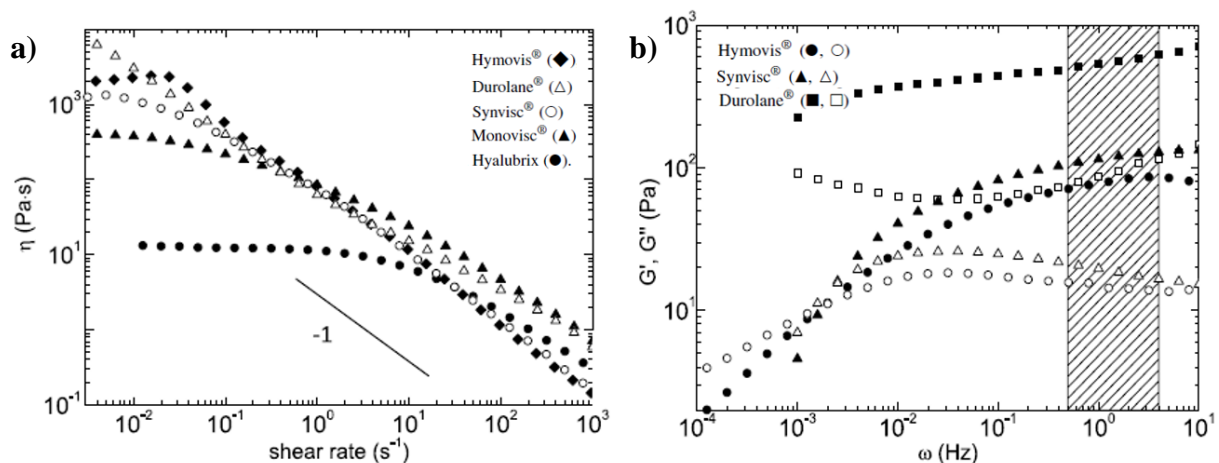 a)
Hymovis® (◆)
Durolane® (△)
Synvisc® (○)
Monovisc® (▲)
Hyalubrix (●).
10³
10¹
10⁻¹
η (Pa·s)
-1
10⁻² 10⁻¹ 10⁰ 10¹ 10² 10³
shear rate (s⁻¹)
b)
Hymovis® (●, ○)
Synvisc® (▲, △)
Durolane® (■, □)
10³
10²
10¹
G', G'' (Pa)
10⁻⁴ 10⁻³ 10⁻² 10⁻¹ 10⁰ 10¹
ω (Hz)